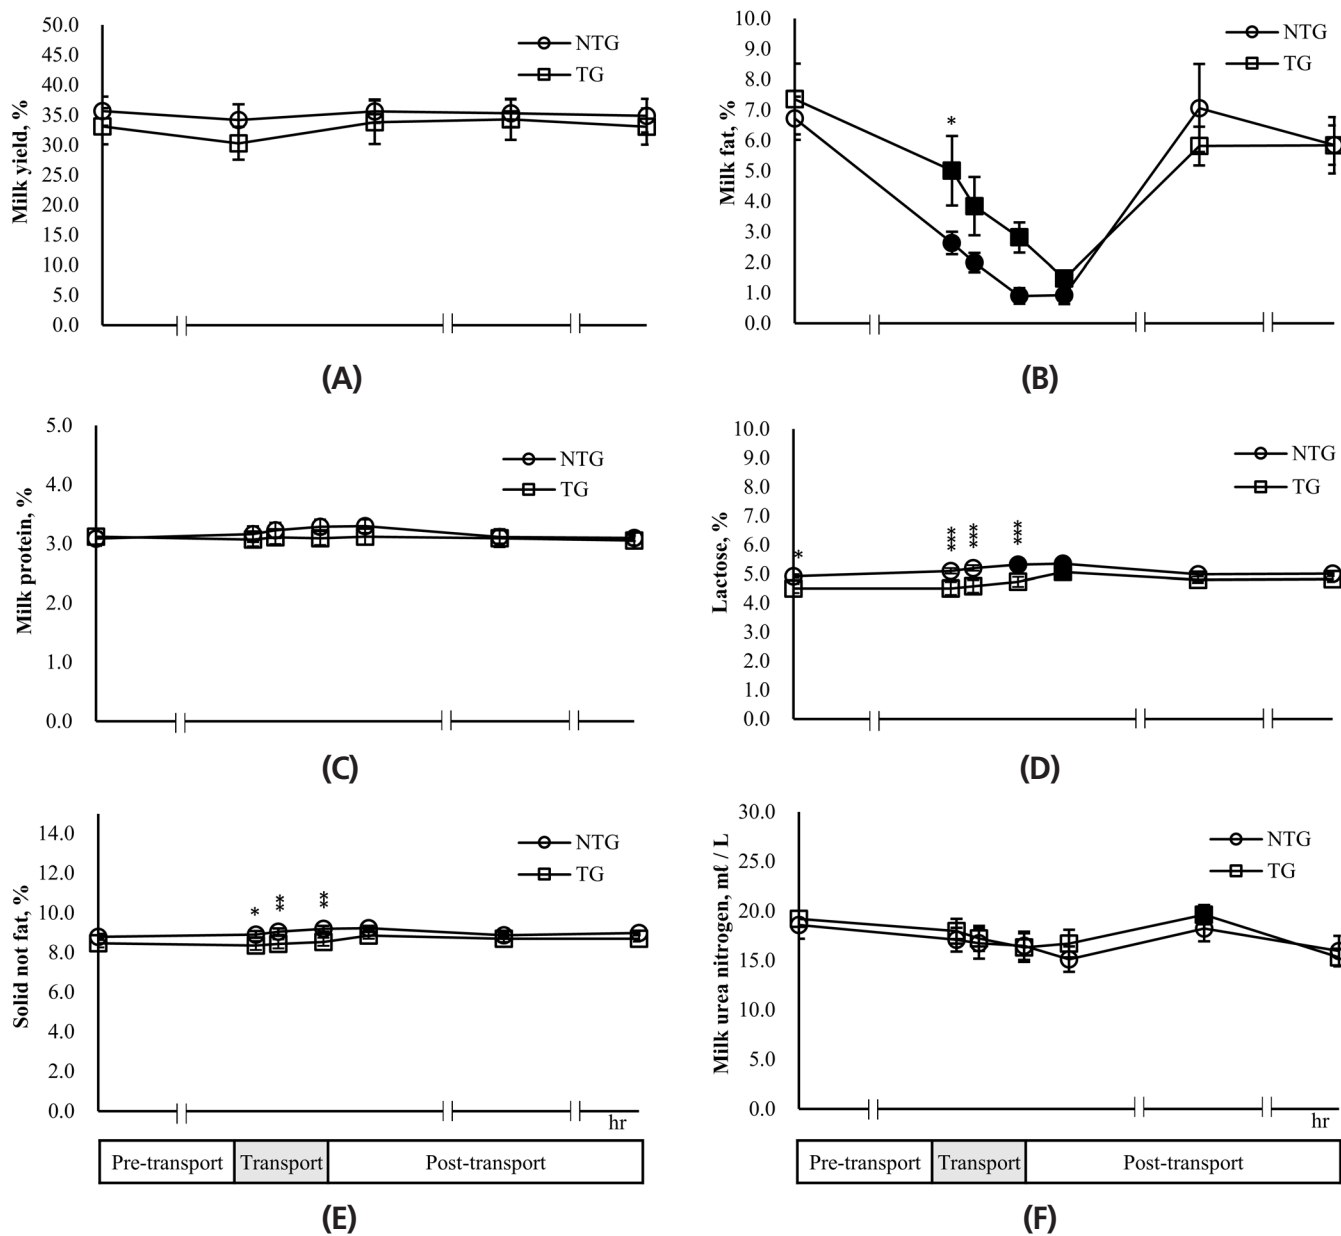 50.0
45.0
40.0
35.0
30.0
25.0
20.0
15.0
10.0
5.0
0.0
Milk yield, %
NTG
TG
(A)
10.0
9.0
8.0
7.0
6.0
5.0
4.0
3.0
2.0
1.0
0.0
Milk fat, %
NTG
TG
*
(B)
5.0
4.0
3.0
2.0
1.0
0.0
Milk protein, %
NTG
TG
(C)
10.0
9.0
8.0
7.0
6.0
5.0
4.0
3.0
2.0
1.0
0.0
Lactose, %
NTG
TG
*
***
***
***
(D)
14.0
12.0
10.0
8.0
6.0
4.0
2.0
0.0
Solid not fat, %
NTG
TG
*
**
**
hr
Pre-transport Transport Post-transport
(E)
30.0
25.0
20.0
15.0
10.0
5.0
0.0
Milk urea nitrogen, mℓ / L
NTG
TG
hr
Pre-transport Transport Post-transport
(F)